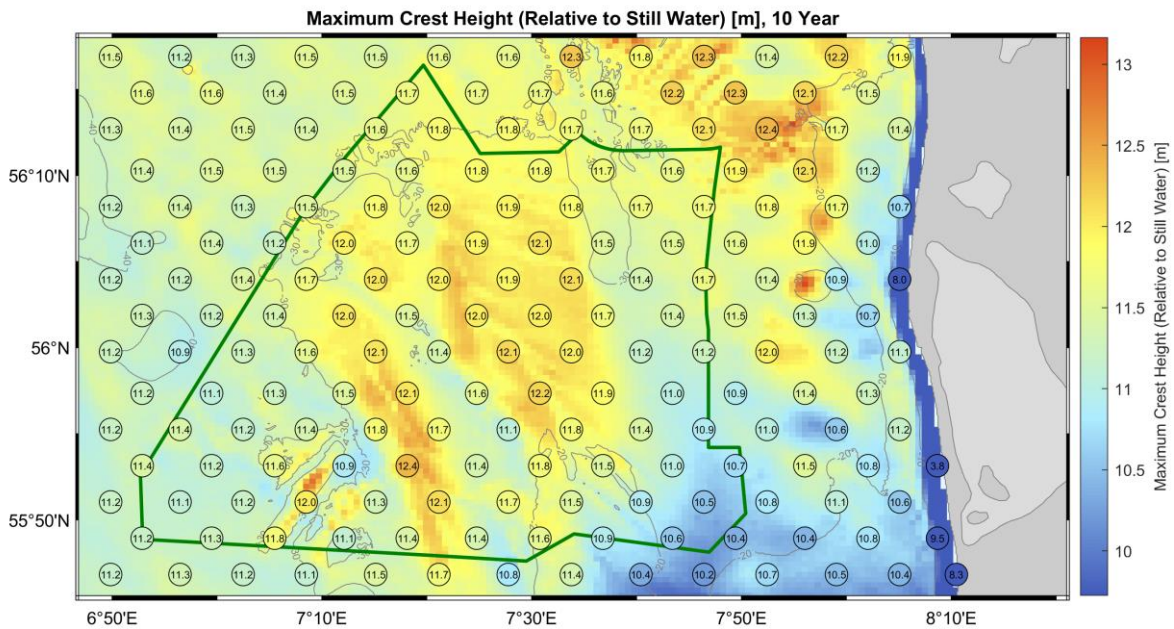 Maximum Crest Height (Relative to Still Water) [m], 10 Year
11.5 11.2 11.3 11.5 11.5 11.6 11.6 12.3 11.8 12.3 11.4 12.2 11.9
11.6 11.6 11.4 11.5 11.7 11.7 11.7 11.6 12.2 12.3 12.1 11.5
11.3 11.4 11.5 11.4 11.6 11.8 11.8 11.7 11.7 12.1 12.4 11.7 11.4
56°10'N
11.4 11.5 11.5 11.5 11.6 11.8 11.8 11.7 11.6 11.9 12.1 11.2
11.2 11.4 11.3 11.5 11.8 12.0 11.9 11.8 11.7 11.7 11.8 11.7 10.7
11.1 11.4 11.2 12.0 11.7 11.9 12.1 11.5 11.5 11.6 11.9 11.0
11.2 11.2 11.4 11.7 12.0 12.0 11.9 12.1 11.4 11.7 11.4 10.9 8.0
11.3 11.2 11.4 12.0 11.5 12.0 12.0 11.7 11.4 11.5 11.3 10.7
56°N
11.2 10.9 11.3 11.6 12.1 11.4 12.1 12.0 11.2 11.2 12.0 11.2 11.1
11.2 11.1 11.3 11.5 12.1 11.6 12.2 11.9 11.0 10.9 11.4 11.3
11.2 11.4 11.2 11.4 11.8 11.7 11.1 11.8 11.4 10.9 11.0 10.6 11.2
11.4 11.2 11.6 10.9 12.4 11.4 11.8 11.5 11.0 10.7 11.5 10.8 3.8
55°50'N
11.2 11.1 11.2 12.0 11.3 12.1 11.7 11.5 10.9 10.5 10.8 11.1 10.6
11.2 11.3 11.8 11.1 11.4 11.4 11.6 10.9 10.6 10.4 10.4 10.8 9.5
11.2 11.3 11.2 11.1 11.5 11.7 10.8 11.4 10.4 10.2 10.7 10.5 10.4 8.3
6°50'E 7°10'E 7°30'E 7°50'E 8°10'E
13
12.5
12
11.5
11
10.5
10
Maximum Crest Height (Relative to Still Water) [m]